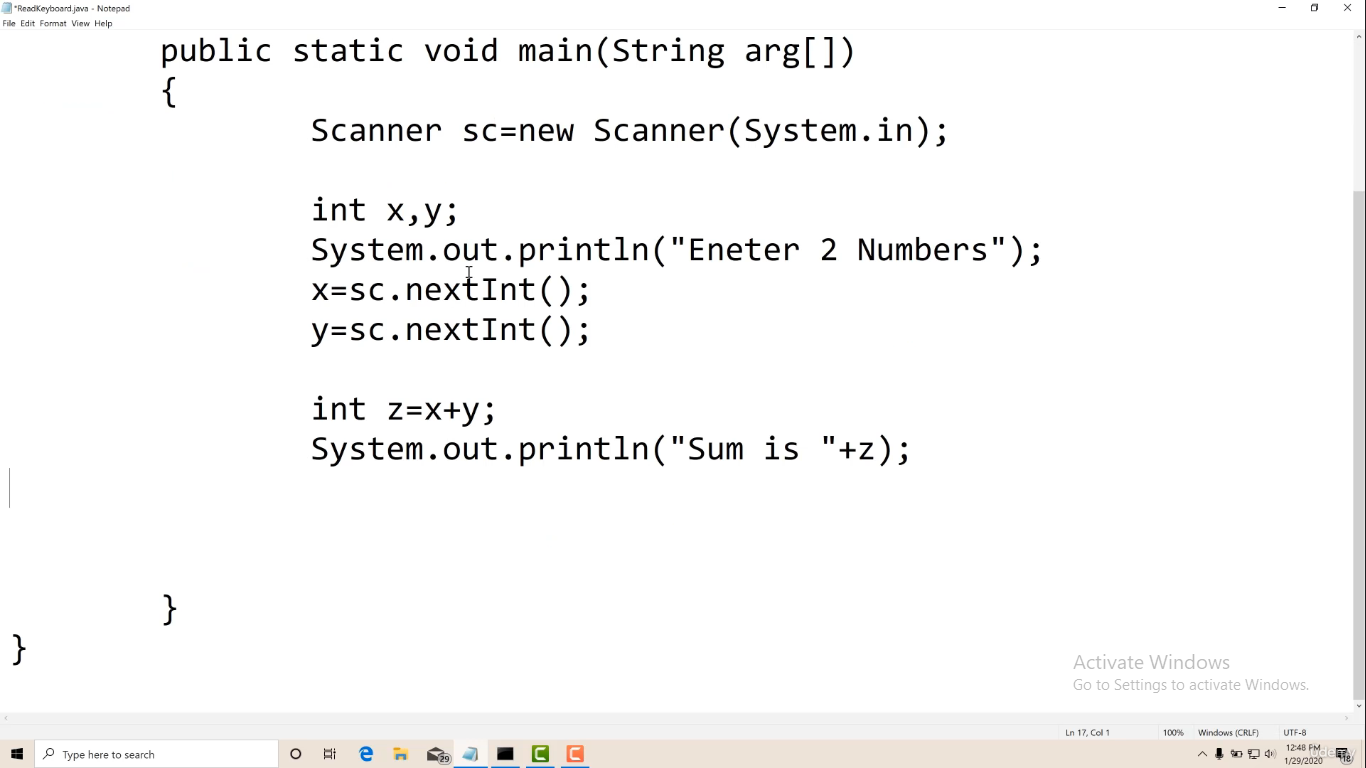 *ReadKeyboard.java - Notepad
File Edit Format View Help
public static void main(String arg[])
{
Scanner sc=new Scanner(System.in);
int x,y;
System.out.println("Eneter 2 Numbers");
x=sc.nextInt();
y=sc.nextInt();
int z=x+y;
System.out.println("Sum is "+z);
}
}
Activate Windows
Go to Settings to activate Windows.
Ln 17, Col 1 100% Windows (CRLF) UTF-8
Type here to search
29
12:48 PM
1/29/2020
18